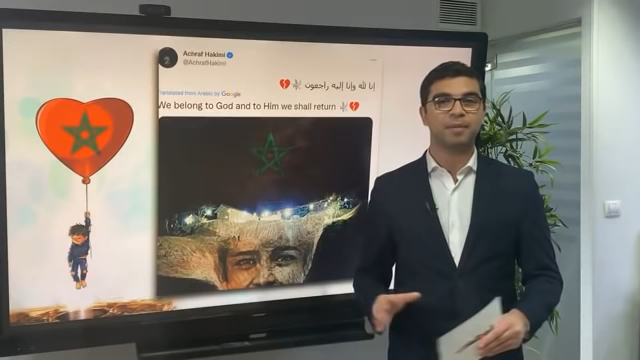 Achraf Hakimi
@AchrafHakimi
إنا لله وإنا إليه راجعون
Translated from Arabic by Google
We belong to God and to Him we shall return